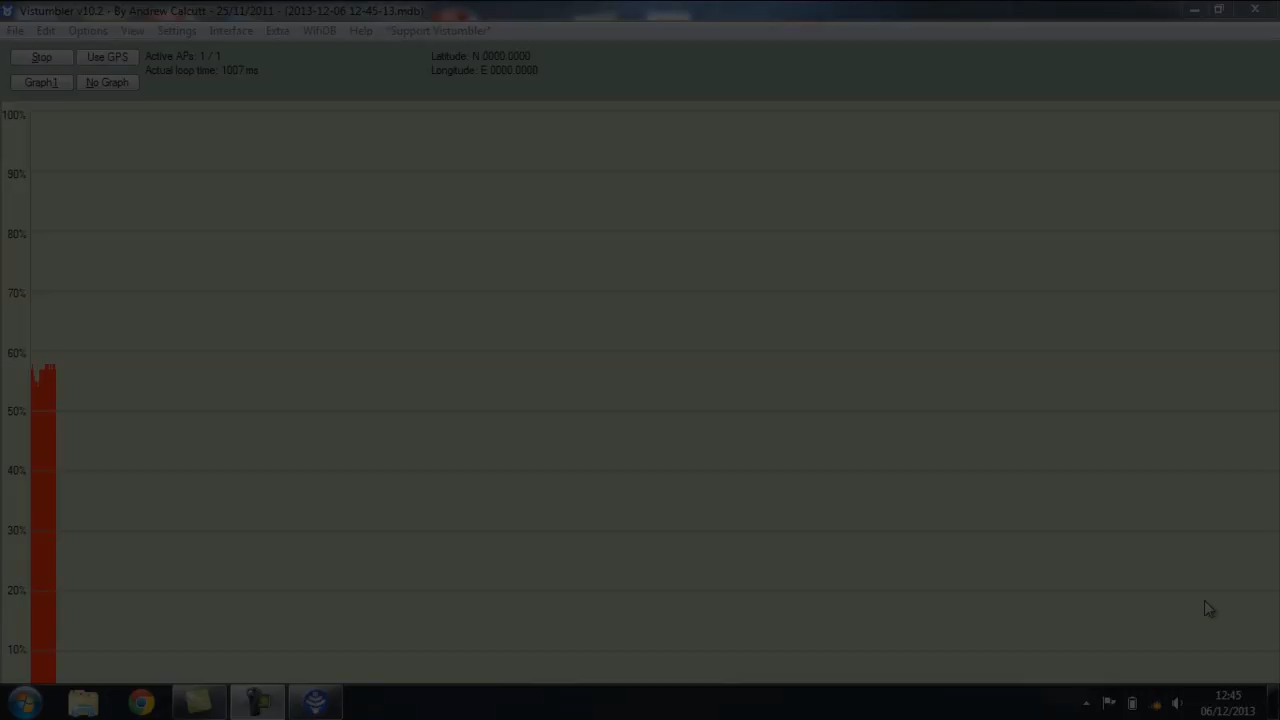 Vistumbler v10.2 - By Andrew Calcutt - 25/11/2011 - (2013-12-06 12-45-13.mdb)
File Edit Options View Settings Interface Extra WifiDB Help *Support Vistumbler*
Stop Use GPS Active APs: 1 / 1 Latitude: N 0000.0000
Actual loop time: 1007 ms Longitude: E 0000.0000
Graph1 No Graph
100%
90%
80%
70%
60%
50%
40%
30%
20%
10%
12:45
06/12/2013